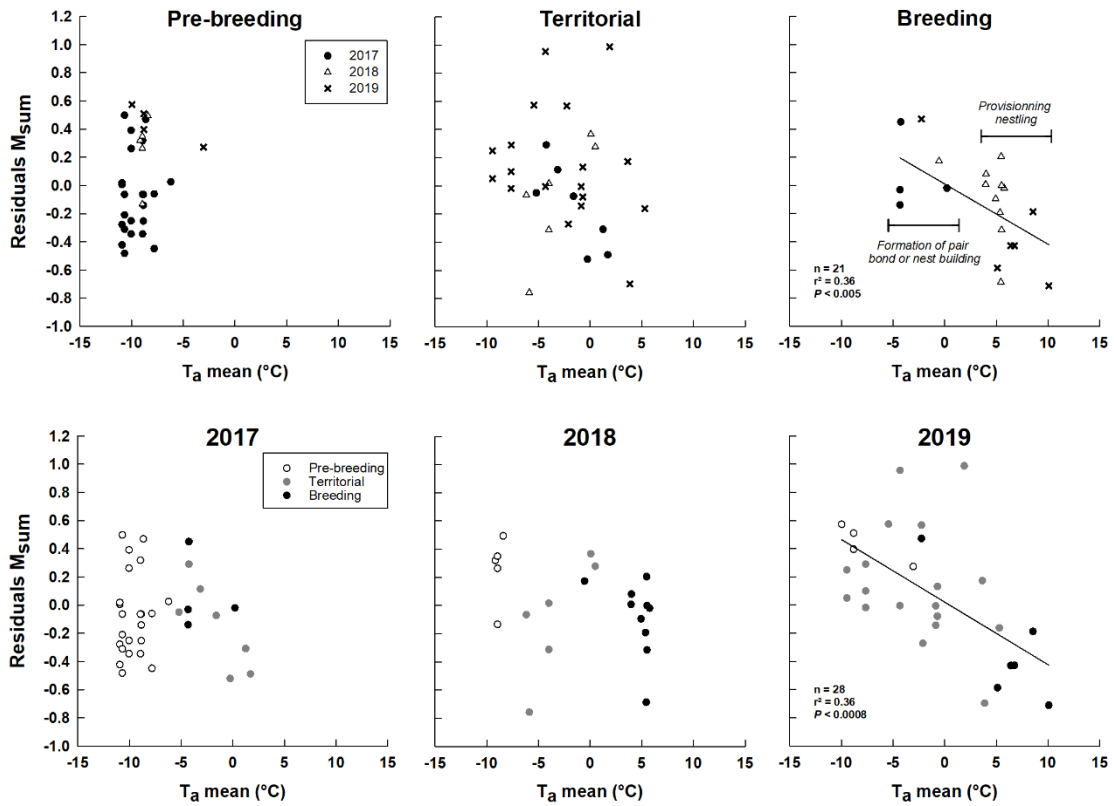 Pre-breeding
Territorial
Breeding
Residuals Msum
1.2
1.0
0.8
0.6
0.4
0.2
0.0
-0.2
-0.4
-0.6
-0.8
-1.0
2017
2018
2019
-15 -10 -5 0 5 10 15
Ta mean (°C)
-15 -10 -5 0 5 10 15
Ta mean (°C)
Provisionning
nestling
Formation of pair
bond or nest building
n = 21
r² = 0.36
P < 0.005
-15 -10 -5 0 5 10 15
Ta mean (°C)
2017
2018
2019
Residuals Msum
1.2
1.0
0.8
0.6
0.4
0.2
0.0
-0.2
-0.4
-0.6
-0.8
-1.0
Pre-breeding
Territorial
Breeding
-15 -10 -5 0 5 10 15
Ta mean (°C)
-15 -10 -5 0 5 10 15
Ta mean (°C)
n = 28
r² = 0.36
P < 0.0008
-15 -10 -5 0 5 10 15
Ta mean (°C)